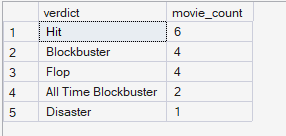 verdict movie_count
1 Hit 6
2 Blockbuster 4
3 Flop 4
4 All Time Blockbuster 2
5 Disaster 1